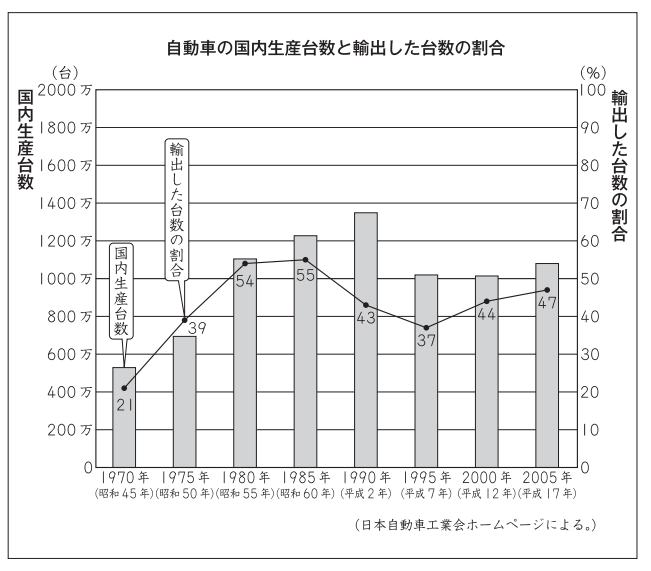 自動車の国内生産台数と輸出した台数の割合
(台)
(%)
国内生産台数
輸出した台数の割合
2000万
1800万
1600万
1400万
1200万
1000万
800万
600万
400万
200万
0
100
90
80
70
60
50
40
30
20
10
0
国内生産台数
輸出した台数の割合
21
39
54
55
43
37
44
47
1970年 1975年 1980年 1985年 1990年 1995年 2000年 2005年
(昭和45年) (昭和50年) (昭和55年) (昭和60年) (平成2年) (平成7年) (平成12年) (平成17年)
(日本自動車工業会ホームページによる。)